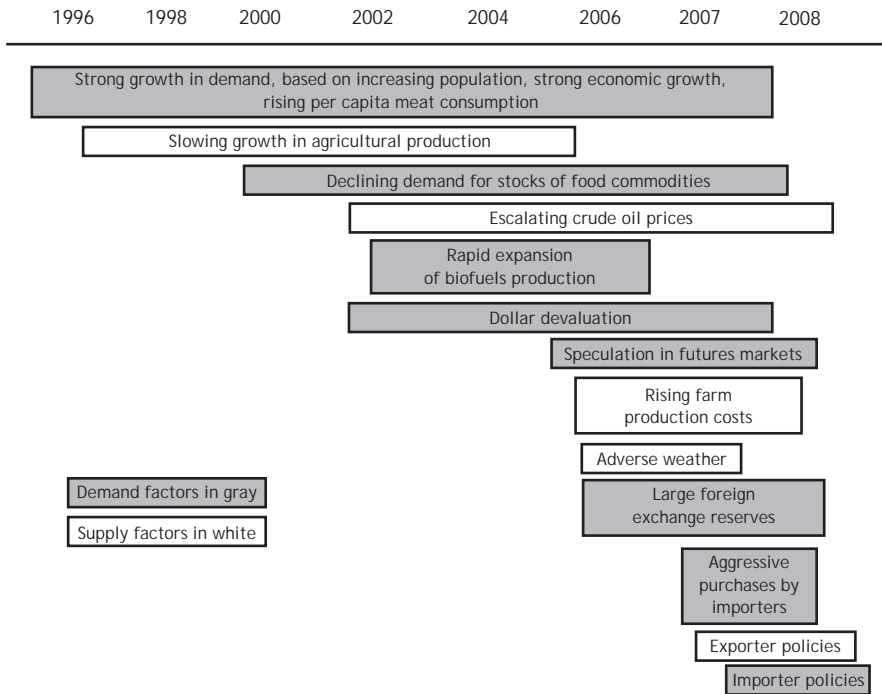 1996 1998 2000 2002 2004 2006 2007 2008
Strong growth in demand, based on increasing population, strong economic growth,
rising per capita meat consumption
Slowing growth in agricultural production
Declining demand for stocks of food commodities
Escalating crude oil prices
Rapid expansion
of biofuels production
Dollar devaluation
Speculation in futures markets
Rising farm
production costs
Adverse weather
Demand factors in gray
Supply factors in white
Large foreign
exchange reserves
Aggressive
purchases by
importers
Exporter policies
Importer policies